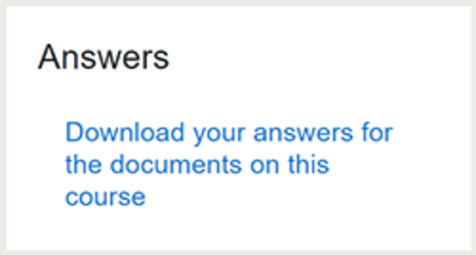 Answers
Download your answers for
the documents on this
course